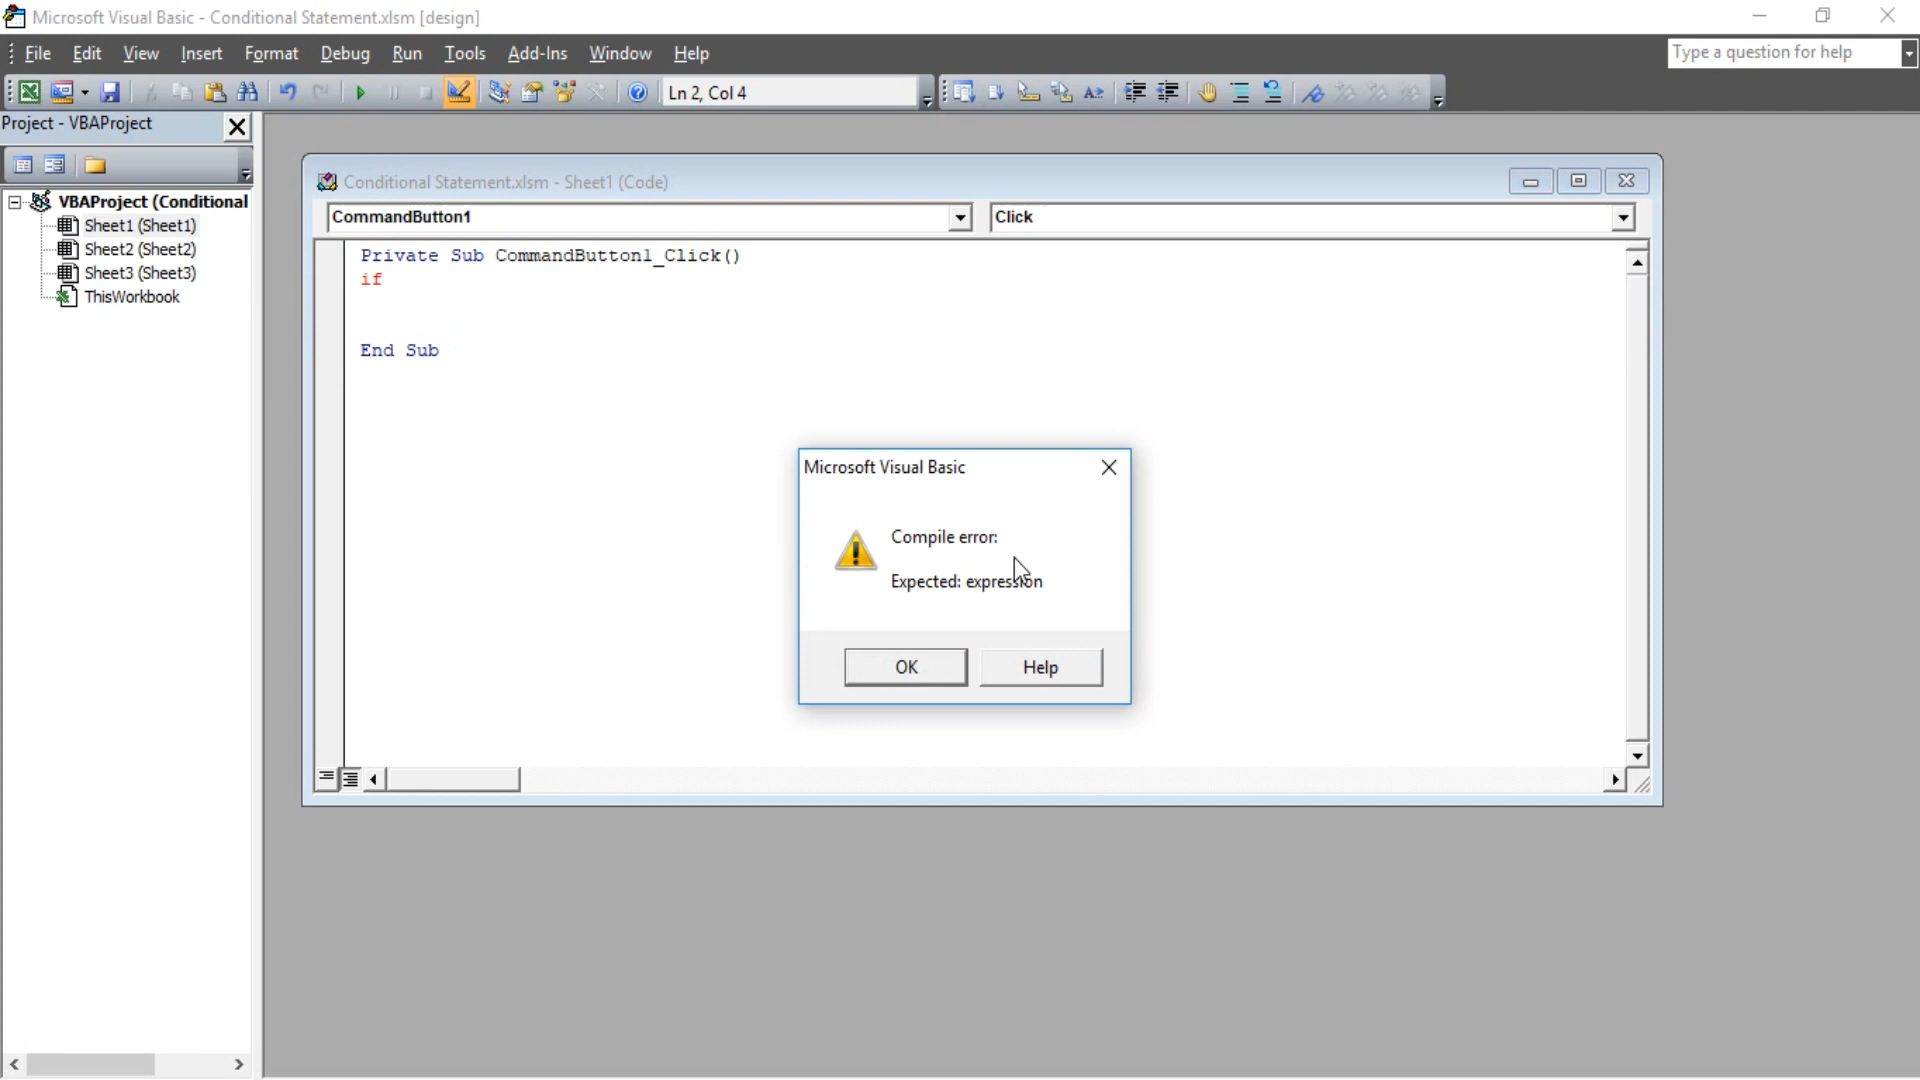 Microsoft Visual Basic - Conditional Statement.xlsm [design]
File Edit View Insert Format Debug Run Tools Add-Ins Window Help
Type a question for help
Ln 2, Col 4
Project - VBAProject
VBAProject (Conditional
Sheet1 (Sheet1)
Sheet2 (Sheet2)
Sheet3 (Sheet3)
ThisWorkbook
Conditional Statement.xlsm - Sheet1 (Code)
CommandButton1
Click
Private Sub CommandButton1_Click()
if
End Sub
Microsoft Visual Basic
Compile error:
Expected: expression
OK
Help